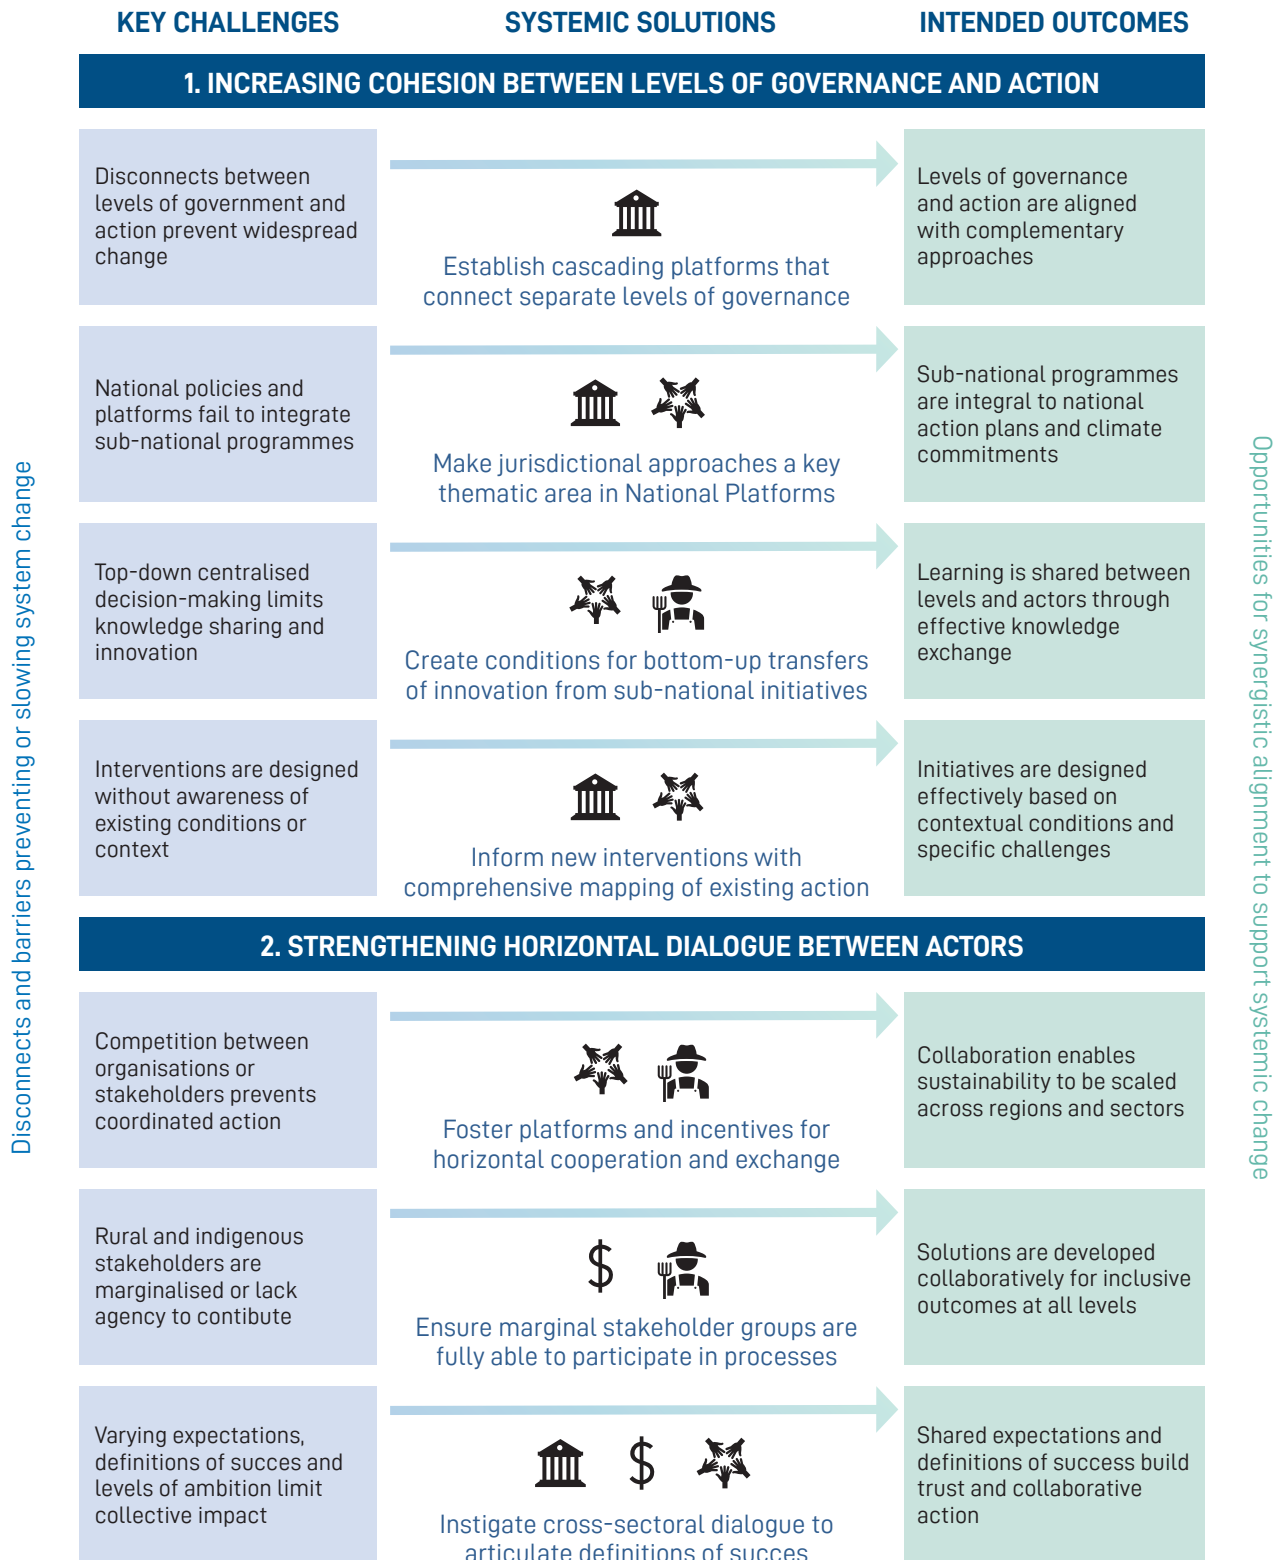 KEY CHALLENGES
SYSTEMIC SOLUTIONS
INTENDED OUTCOMES
1. INCREASING COHESION BETWEEN LEVELS OF GOVERNANCE AND ACTION
Disconnects between
levels of government and
action prevent widespread
change
Establish cascading platforms that
connect separate levels of governance
Levels of governance
and action are aligned
with complementary
approaches
National policies and
platforms fail to integrate
sub-national programmes
Make jurisdictional approaches a key
thematic area in National Platforms
Sub-national programmes
are integral to national
action plans and climate
commitments
Top-down centralised
decision-making limits
knowledge sharing and
innovation
Create conditions for bottom-up transfers
of innovation from sub-national initiatives
Learning is shared between
levels and actors through
effective knowledge
exchange
Interventions are designed
without awareness of
existing conditions or
context
Inform new interventions with
comprehensive mapping of existing action
Initiatives are designed
effectively based on
contextual conditions and
specific challenges
2. STRENGTHENING HORIZONTAL DIALOGUE BETWEEN ACTORS
Competition between
organisations or
stakeholders prevents
coordinated action
Foster platforms and incentives for
horizontal cooperation and exchange
Collaboration enables
sustainability to be scaled
across regions and sectors
Rural and indigenous
stakeholders are
marginalised or lack
agency to contibute
$
Ensure marginal stakeholder groups are
fully able to participate in processes
Solutions are developed
collaboratively for inclusive
outcomes at all levels
Varying expectations,
definitions of succes and
levels of ambition limit
collective impact
$
Instigate cross-sectoral dialogue to
articulate definitions of succes
Shared expectations and
definitions of success build
trust and collaborative
action
Disconnects and barriers preventing or slowing system change
Opportunities for synergistic alignment to support systemic change